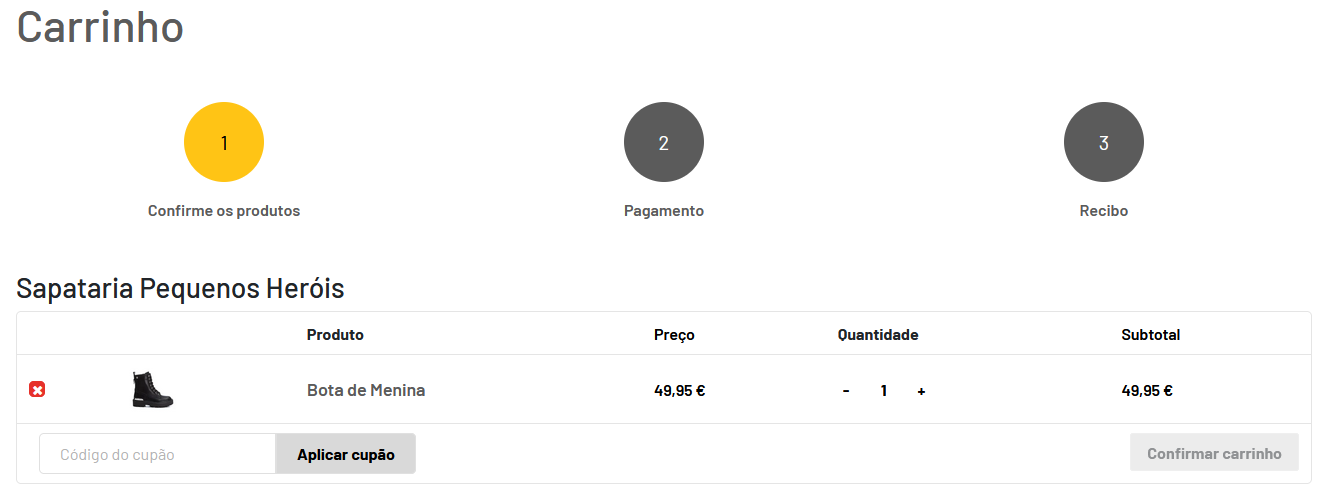 Carrinho
1
2
3
Confirme os produtos
Pagamento
Recibo
Sapataria Pequenos Heróis
Produto Preço Quantidade Subtotal
Bota de Menina 49,95 € - 1 + 49,95 €
Código do cupão Aplicar cupão Confirmar carrinho